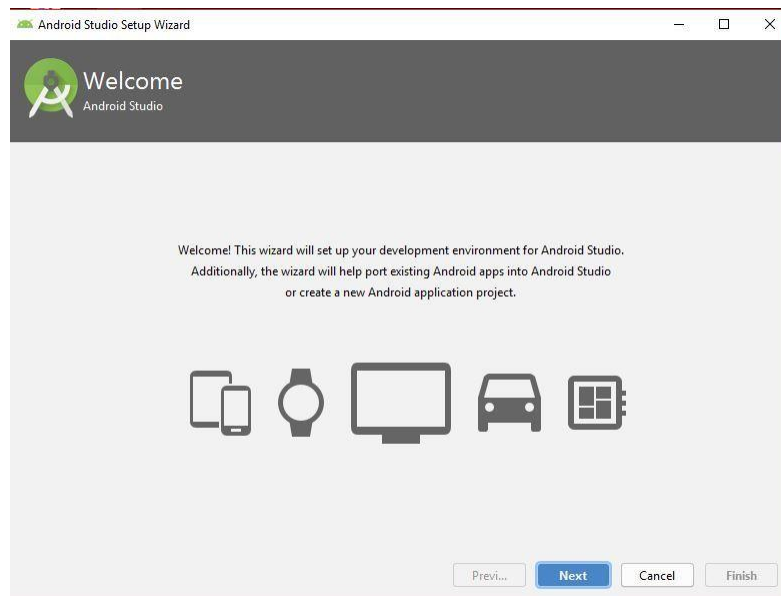 Android Studio Setup Wizard
Welcome
Android Studio
Welcome! This wizard will set up your development environment for Android Studio.
Additionally, the wizard will help port existing Android apps into Android Studio
or create a new Android application project.
Previ... Next Cancel Finish